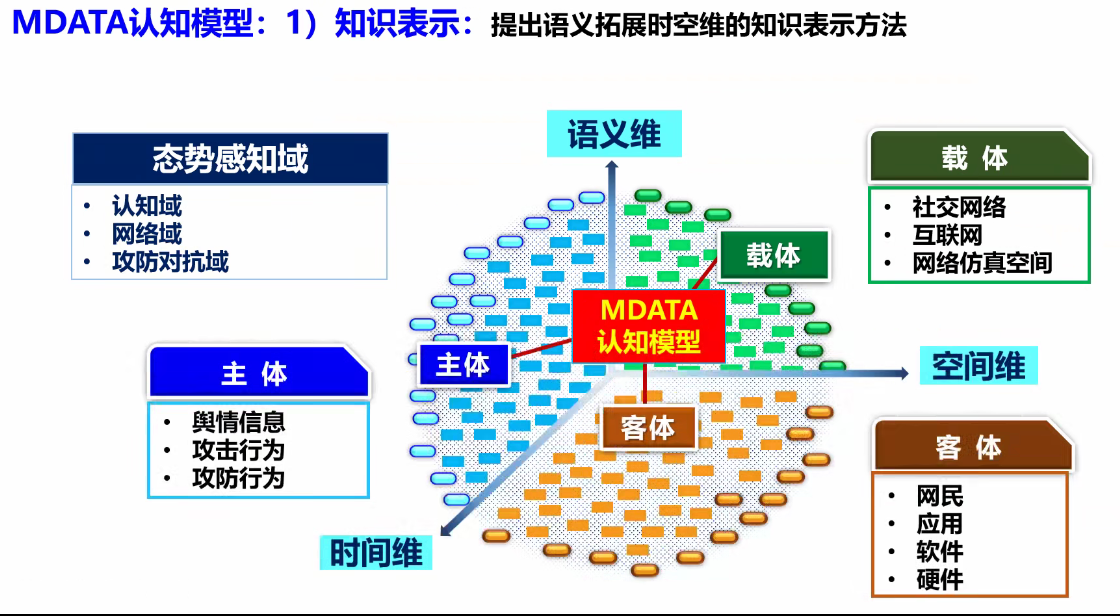 MDATA认知模型：1）知识表示：提出语义拓展时空维的知识表示方法
态势感知域
• 认知域
• 网络域
• 攻防对抗域
主 体
• 舆情信息
• 攻击行为
• 攻防行为
语义维
载体
MDATA
认知模型
主体
客体
空间维
时间维
载 体
• 社交网络
• 互联网
• 网络仿真空间
客 体
• 网民
• 应用
• 软件
• 硬件